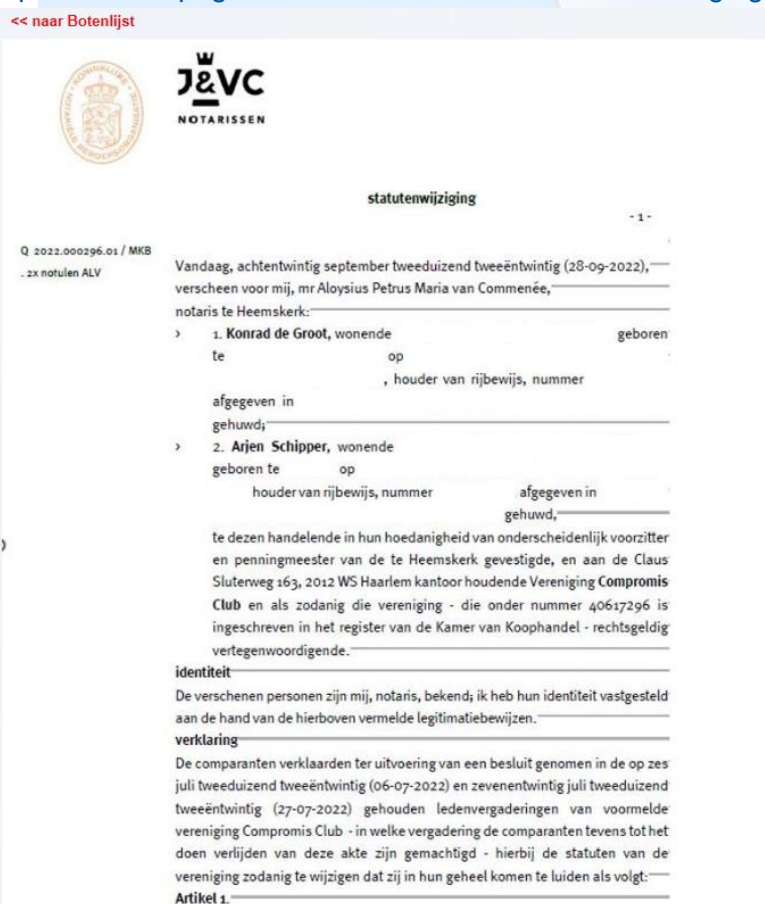 << naar Botenlijst
KONINKLIJKE NOTARIËLE BEROEPSORGANISATIE
J&VC
NOTARISSEN
statutenwijziging
- 1 -
Q 2022.000296.01 / MKB
. 2x notulen ALV
Vandaag, achtentwintig september tweeduizend tweeëntwintig (28-09-2022),
verscheen voor mij, mr Aloysius Petrus Maria van Commenée,
notaris te Heemskerk:
› 1. Konrad de Groot, wonende geboren
te op
, houder van rijbewijs, nummer
afgegeven in
gehuwd;
› 2. Arjen Schipper, wonende
geboren te op
houder van rijbewijs, nummer afgegeven in
gehuwd,
te dezen handelende in hun hoedanigheid van onderscheidenlijk voorzitter
en penningmeester van de te Heemskerk gevestigde, en aan de Claus
Sluterweg 163, 2012 WS Haarlem kantoor houdende Vereniging Compromis
Club en als zodanig die vereniging - die onder nummer 40617296 is
ingeschreven in het register van de Kamer van Koophandel - rechtsgeldig
vertegenwoordigende.
identiteit
De verschenen personen zijn mij, notaris, bekend; ik heb hun identiteit vastgesteld
aan de hand van de hierboven vermelde legitimatiebewijzen.
verklaring
De comparanten verklaarden ter uitvoering van een besluit genomen in de op zes
juli tweeduizend tweeëntwintig (06-07-2022) en zevenentwintig juli tweeduizend
tweeëntwintig (27-07-2022) gehouden ledenvergaderingen van voormelde
vereniging Compromis Club - in welke vergadering de comparanten tevens tot het
doen verlijden van deze akte zijn gemachtigd - hierbij de statuten van de
vereniging zodanig te wijzigen dat zij in hun geheel komen te luiden als volgt:
Artikel 1.